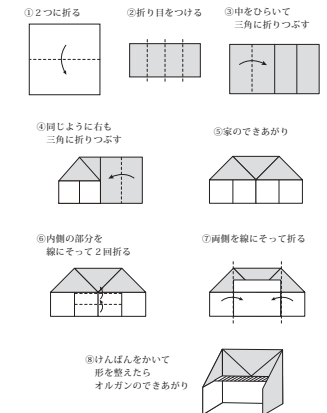 ①２つに折る
②折り目をつける
③中をひらいて
三角に折りつぶす
④同じように右も
三角に折りつぶす
⑤家のできあがり
⑥内側の部分を
線にそって２回折る
⑦両側を線にそって折る
⑧けんばんをかいて
形を整えたら
オルガンのできあがり